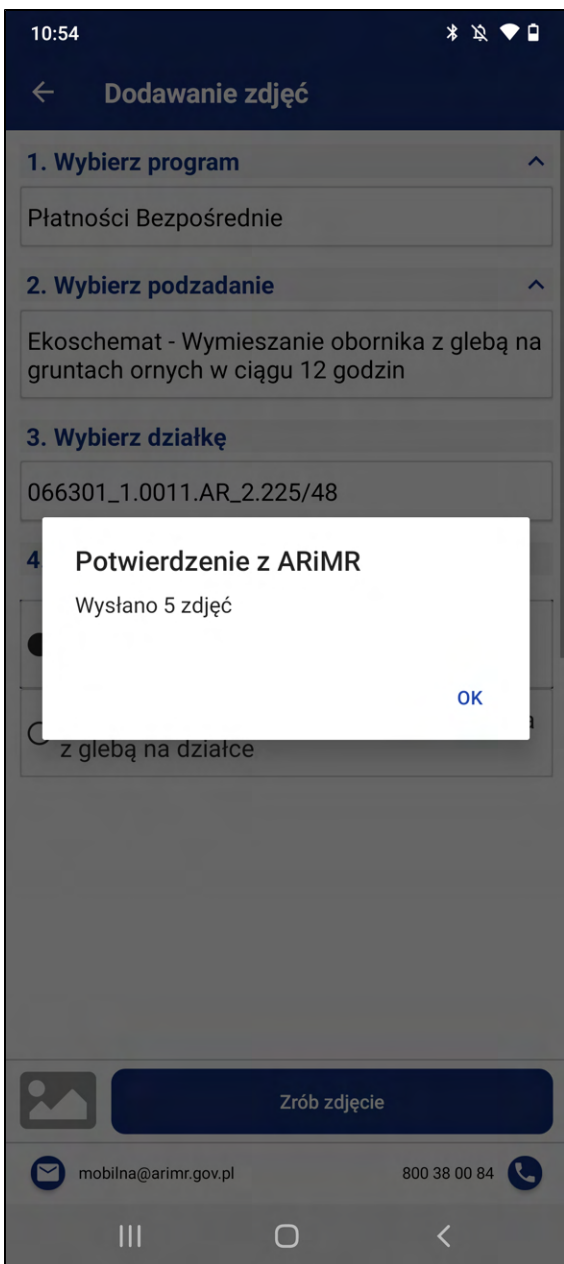 10:54
Dodawanie zdjęć
1. Wybierz program
Płatności Bezpośrednie
2. Wybierz podzadanie
Ekoschemat - Wymieszanie obornika z glebą na
gruntach ornych w ciągu 12 godzin
3. Wybierz działkę
066301_1.0011.AR_2.225/48
4
Potwierdzenie z ARiMR
Wysłano 5 zdjęć
OK
z glebą na działce
Zrób zdjęcie
mobilna@arimr.gov.pl
800 38 00 84